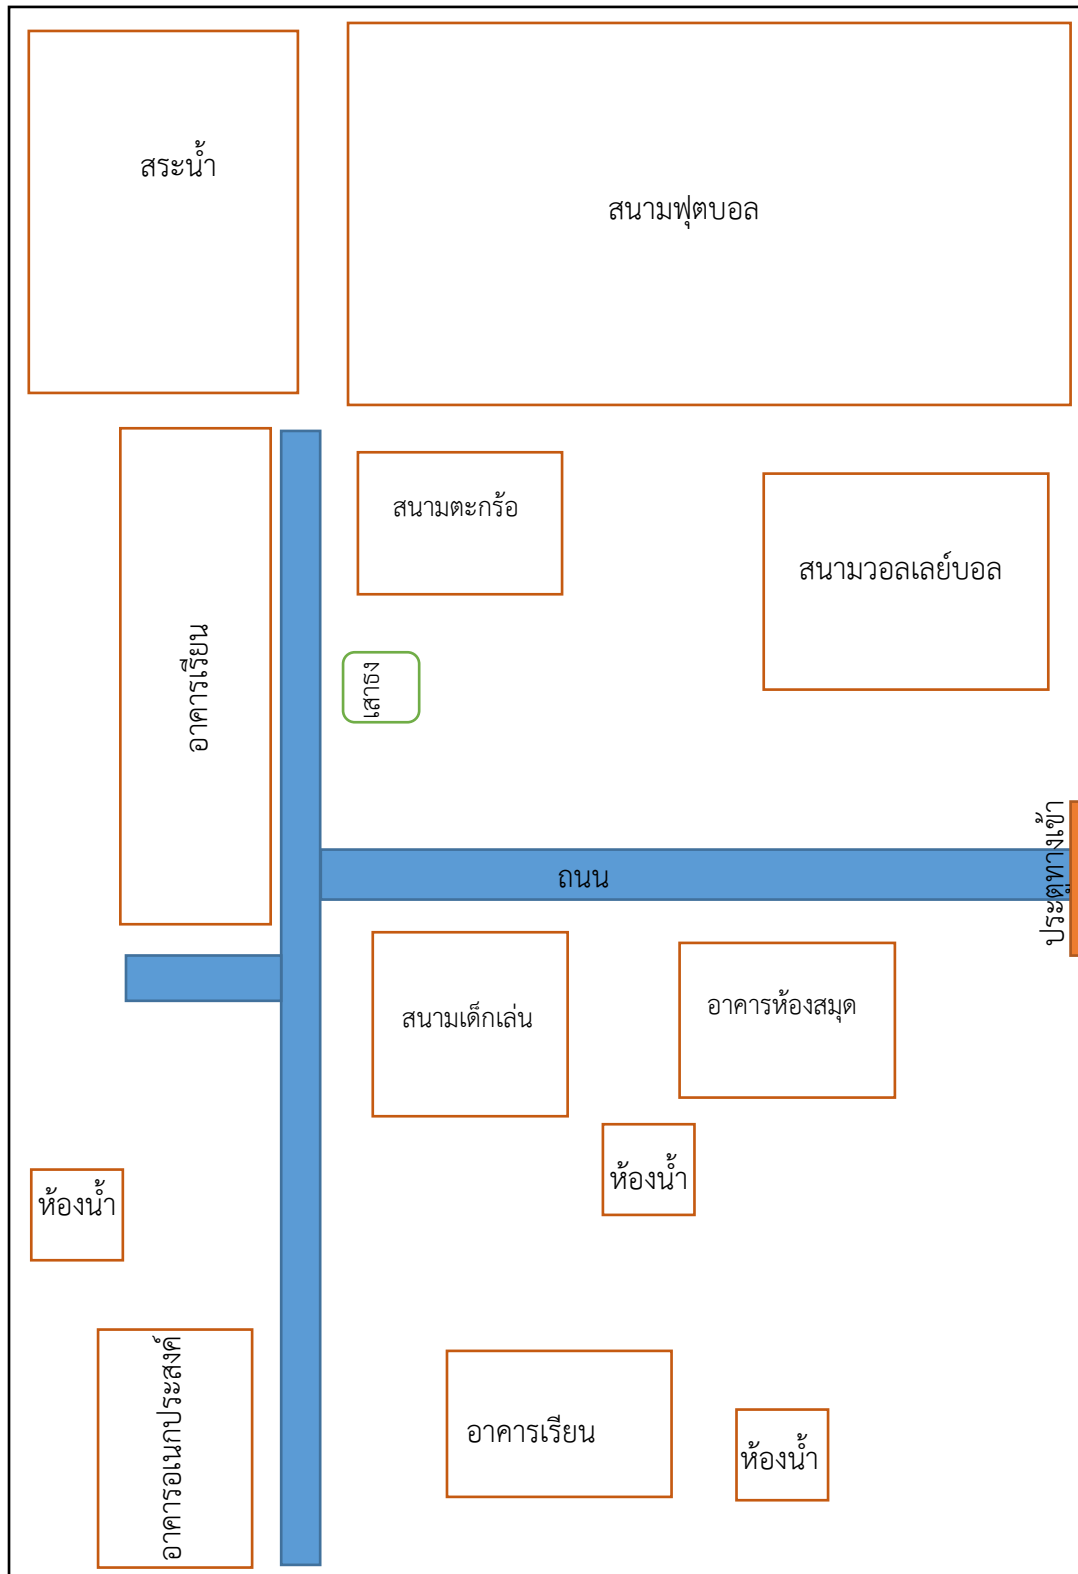 สระน้ำ
สนามฟุตบอล
สนามตะกร้อ
สนามวอลเลย์บอล
อาคารเรียน
เสาธง
ประตูทางเข้า
ถนน
สนามเด็กเล่น
อาคารห้องสมุด
ห้องน้ำ
ห้องน้ำ
อาคารอเนกประสงค์
อาคารเรียน
ห้องน้ำ